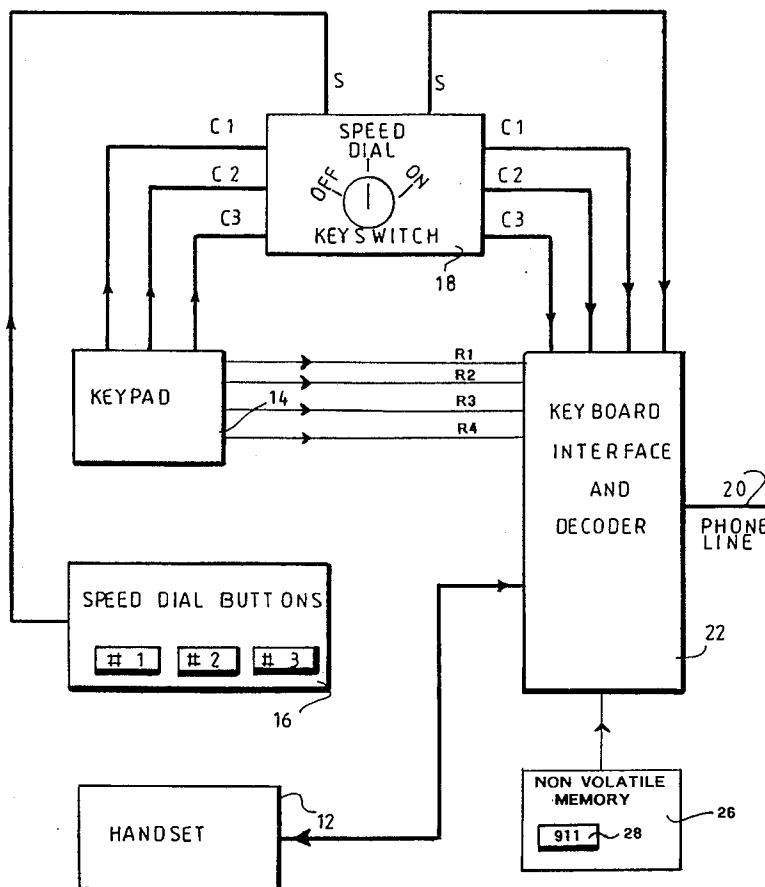 S S
C1 SPEED C1
DIAL
C2 OFF ON C2
C3 KEYSWITCH C3
18
R1
KEYPAD R2
14 R3 KEYBOARD
R4 INTERFACE
AND 20
DECODER PHONE
LINE
SPEED DIAL BUTTONS
# 1 # 2 # 3
22
16
NON VOLATILE
MEMORY
12 26
HANDSET 911 28